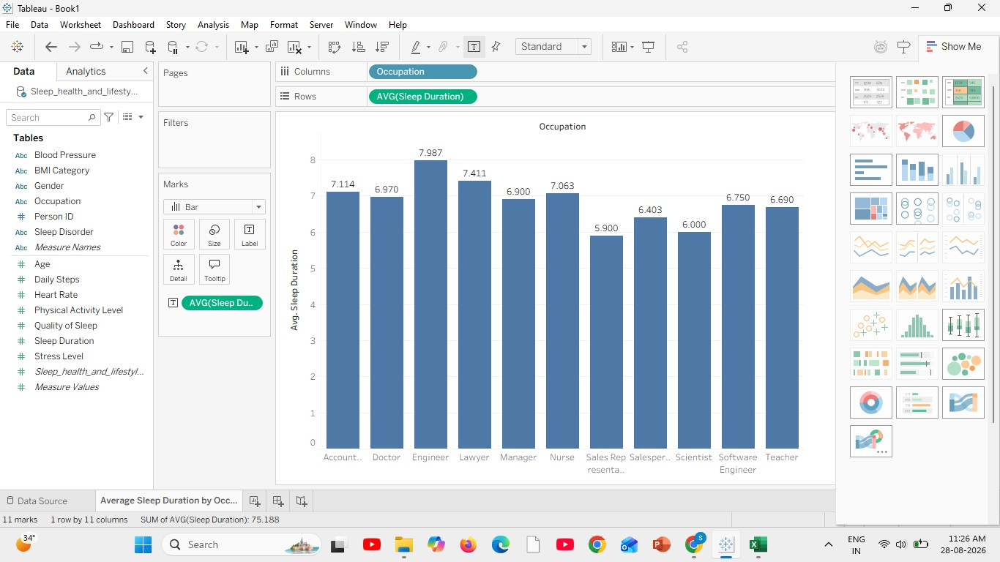 Tableau - Book1
File Data Worksheet Dashboard Story Analysis Map Format Server Window Help
Standard
Show Me
Data Analytics
Sleep_health_and_lifesty...
Search
Tables
Abc Blood Pressure
Abc BMI Category
Abc Gender
Abc Occupation
# Person ID
Abc Sleep Disorder
Abc Measure Names
# Age
# Daily Steps
# Heart Rate
# Physical Activity Level
# Quality of Sleep
# Sleep Duration
# Stress Level
# Sleep_health_and_lifestyl...
# Measure Values
Pages
Filters
Marks
Bar
Color Size Label
Detail Tooltip
AVG(Sleep Du..
Columns Occupation
Rows AVG(Sleep Duration)
Occupation
Avg. Sleep Duration
8
7
6
5
4
3
2
1
0
7.114
6.970
7.987
7.411
6.900
7.063
5.900
6.403
6.000
6.750
6.690
Account.. Doctor Engineer Lawyer Manager Nurse Sales Rep Salesper.. Scientist Software Teacher
resenta.. Engineer
Data Source Average Sleep Duration by Occ...
11 marks 1 row by 11 columns SUM of AVG(Sleep Duration): 75.188
34°
Search
S
ENG
IN
11:26 AM
28-08-2026